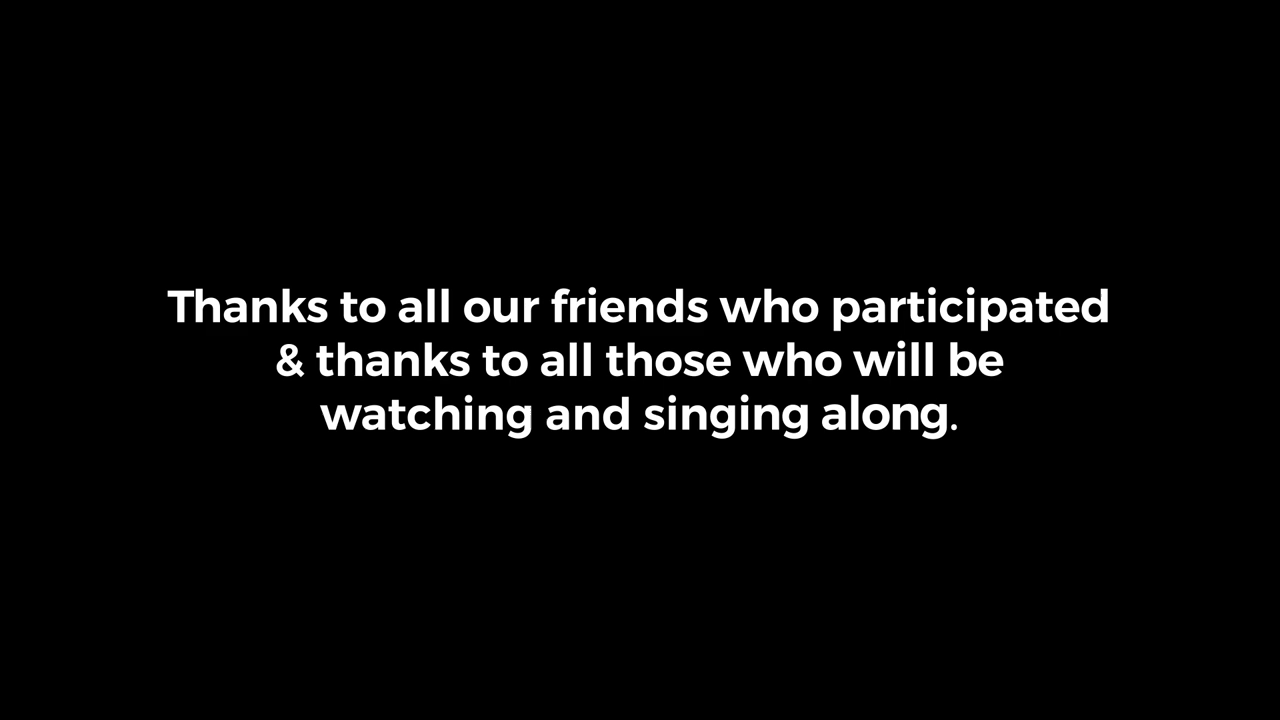 Thanks to all our friends who participated
& thanks to all those who will be
watching and singing along.